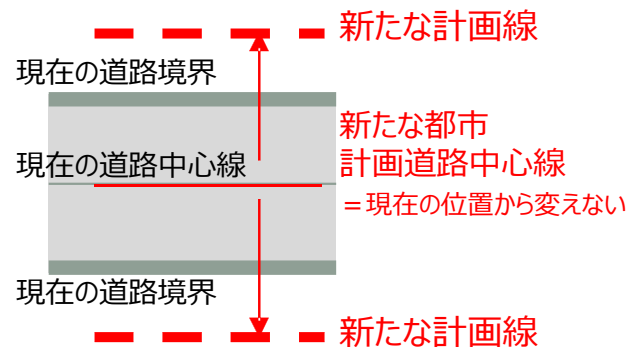 新たな計画線
現在の道路境界
新たな都市
現在の道路中心線
計画道路中心線
＝現在の位置から変えない
現在の道路境界
新たな計画線